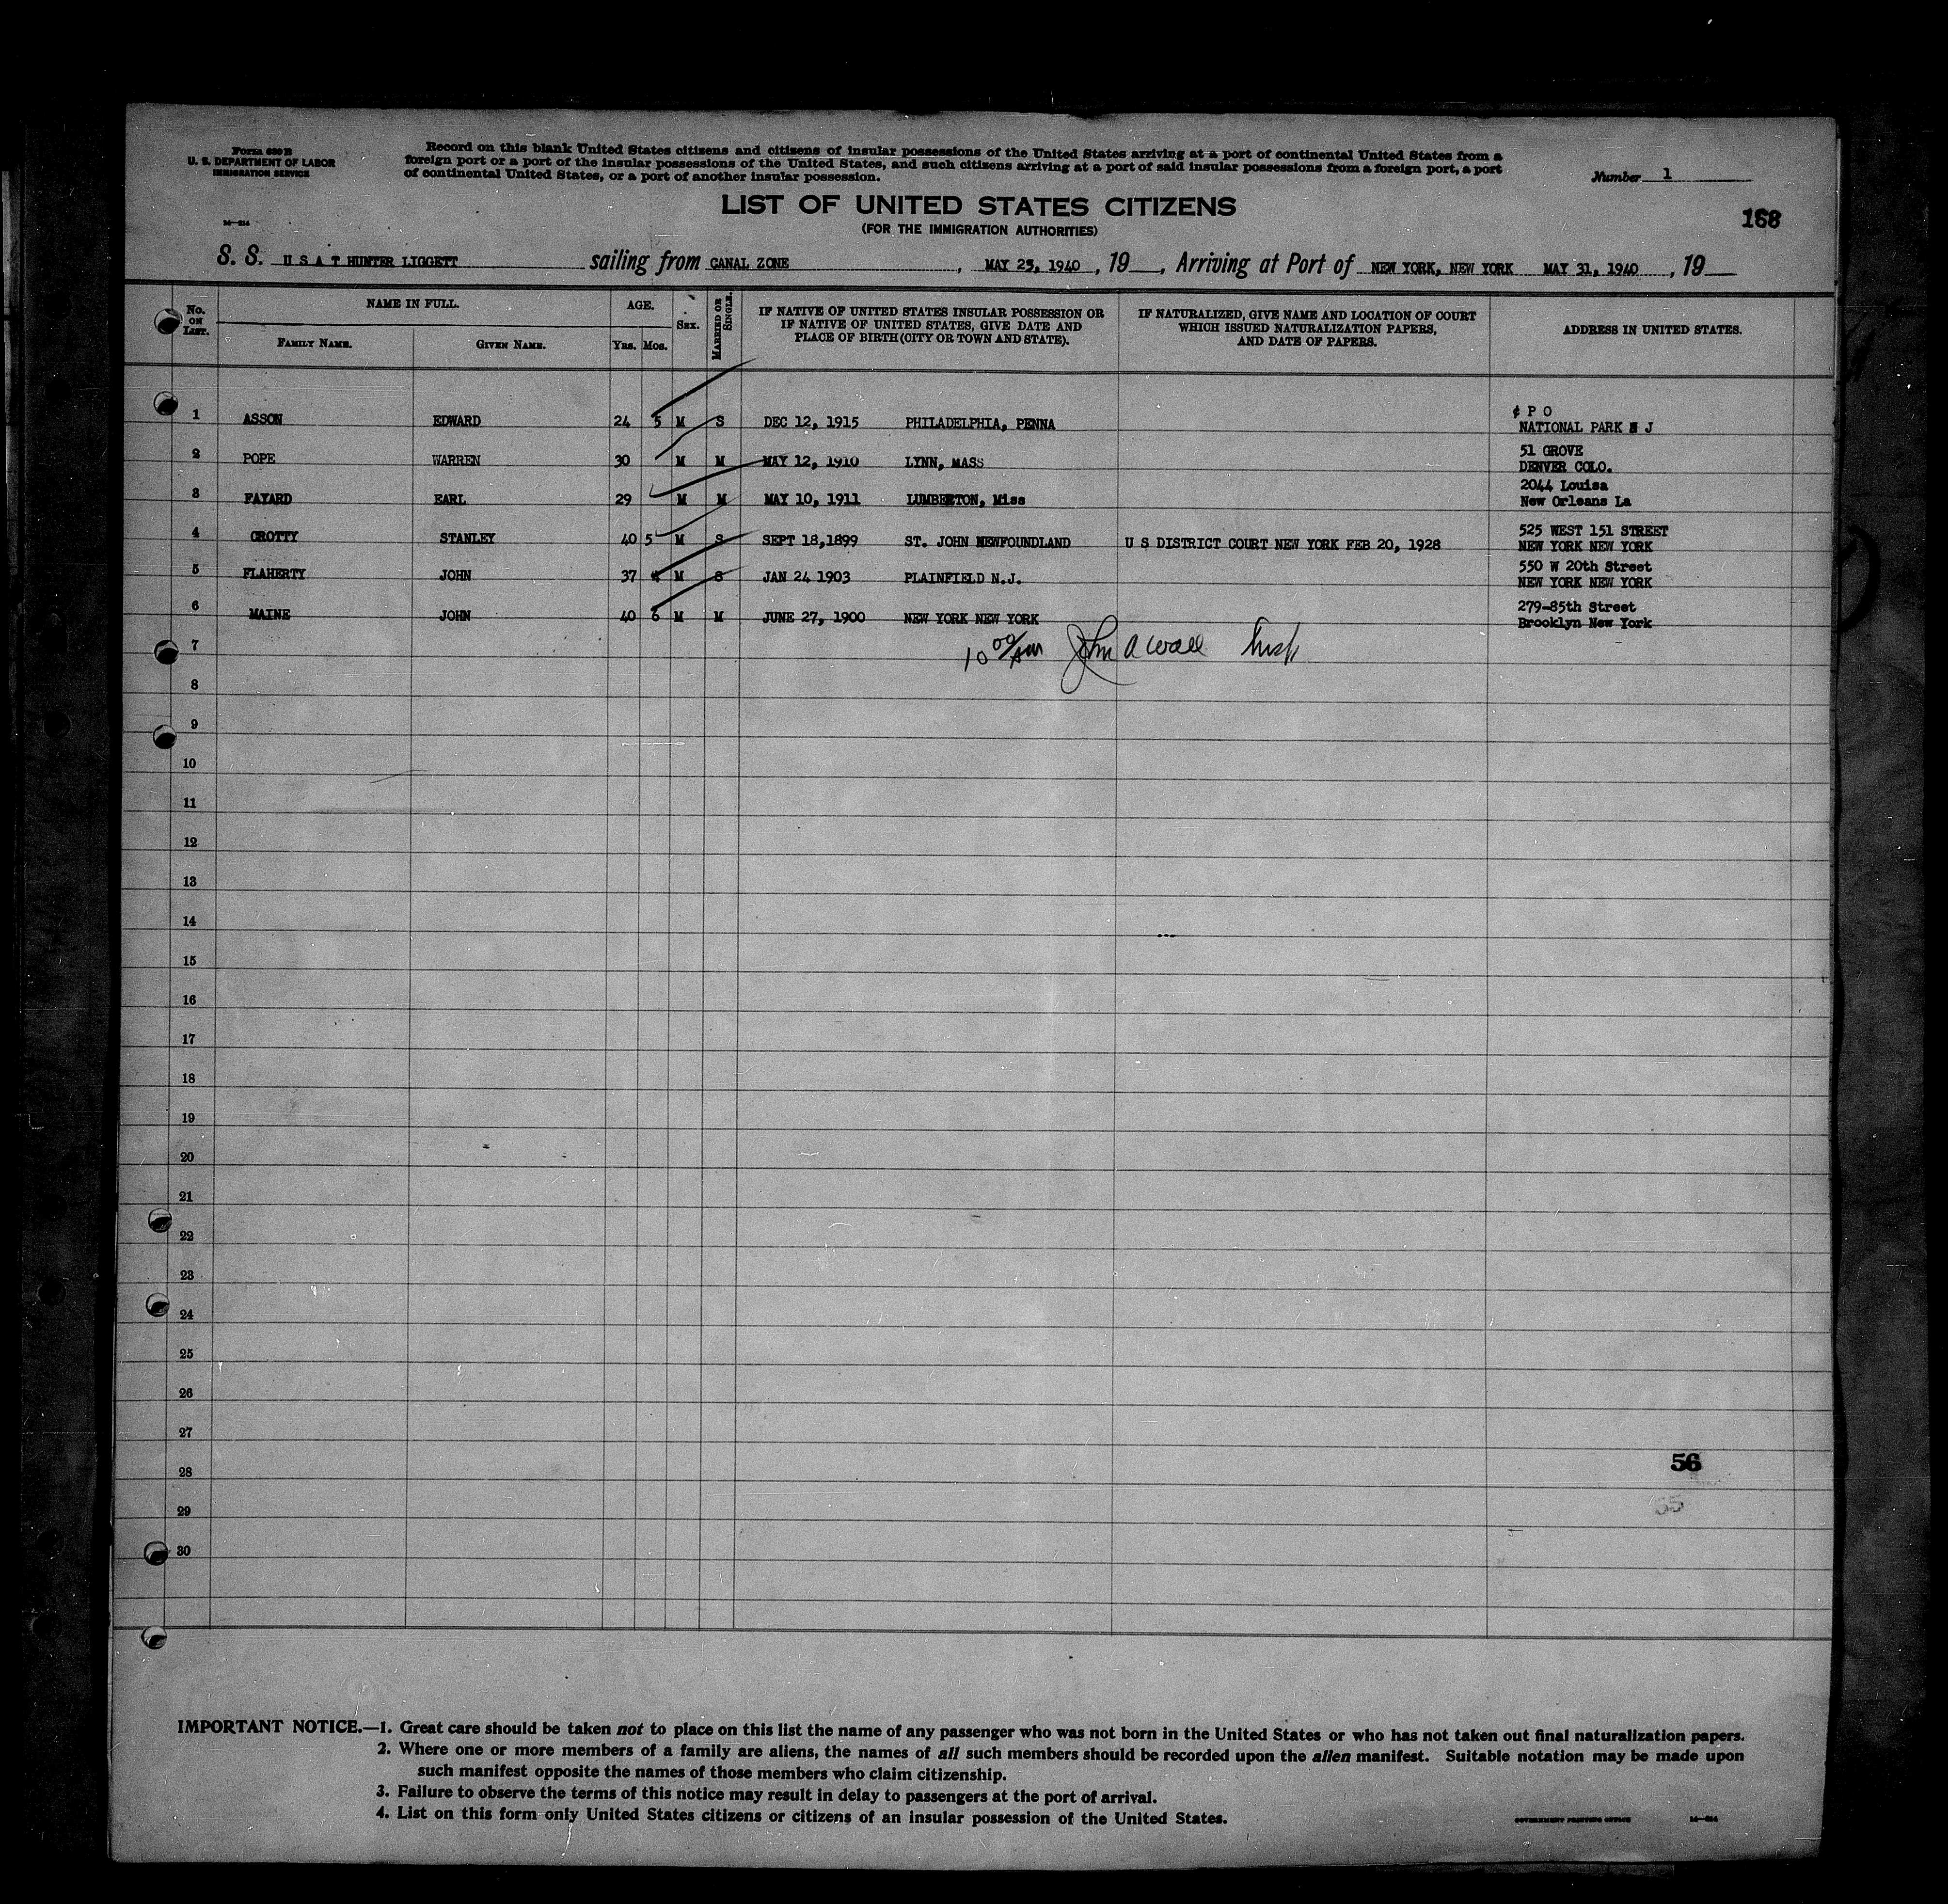 Form 630 B
U. S. DEPARTMENT OF LABOR
IMMIGRATION SERVICE
14—214
Record on this blank United States citizens and citizens of insular possessions of the United States arriving at a port of continental United States from a
foreign port or a port of the insular possessions of the United States, and such citizens arriving at a port of said insular possessions from a foreign port, a port
of continental United States, or a port of another insular possession.
Number 1
LIST OF UNITED STATES CITIZENS
(FOR THE IMMIGRATION AUTHORITIES)
168
S. S. U S A T HUNTER LIGGETT sailing from CANAL ZONE, MAY 25, 1940, 19__, Arriving at Port of NEW YORK, NEW YORK MAY 31, 1940, 19__
No. ON LIST. NAME IN FULL. AGE. SEX. MARRIED OR SINGLE. IF NATIVE OF UNITED STATES INSULAR POSSESSION OR IF NATIVE OF UNITED STATES, GIVE DATE AND PLACE OF BIRTH (CITY OR TOWN AND STATE). IF NATURALIZED, GIVE NAME AND LOCATION OF COURT WHICH ISSUED NATURALIZATION PAPERS, AND DATE OF PAPERS. ADDRESS IN UNITED STATES.
FAMILY NAME. GIVEN NAME. YRS. MOS.
1 ASSON EDWARD 24 5 M S DEC 12, 1915 PHILADELPHIA, PENNA ¢ P O
NATIONAL PARK N J
2 POPE WARREN 30 M M MAY 12, 1910 LYNN, MASS 51 GROVE
DENVER COLO.
3 FAYARD EARL 29 M M MAY 10, 1911 LUMBERTON, Miss 2044 Louisa
New Orleans La
4 CROTTY STANLEY 40 5 M S SEPT 18,1899 ST. JOHN NEWFOUNDLAND U S DISTRICT COURT NEW YORK FEB 20, 1928 525 WEST 151 STREET
NEW YORK NEW YORK
5 FLAHERTY JOHN 37 4 M S JAN 24 1903 PLAINFIELD N.J. 550 W 20th Street
NEW YORK NEW YORK
6 MAINE JOHN 40 6 M M JUNE 27, 1900 NEW YORK NEW YORK 279-85th Street
Brooklyn New York
7 10 00/AM John A Wall Insp
8
9
10
11
12
13
14
15
16
17
18
19
20
21
22
23
24
25
26
27
28 56
29 55
30
IMPORTANT NOTICE.—1. Great care should be taken not to place on this list the name of any passenger who was not born in the United States or who has not taken out final naturalization papers.
2. Where one or more members of a family are aliens, the names of all such members should be recorded upon the alien manifest. Suitable notation may be made upon
such manifest opposite the names of those members who claim citizenship.
3. Failure to observe the terms of this notice may result in delay to passengers at the port of arrival.
4. List on this form only United States citizens or citizens of an insular possession of the United States.
GOVERNMENT PRINTING OFFICE 14—214